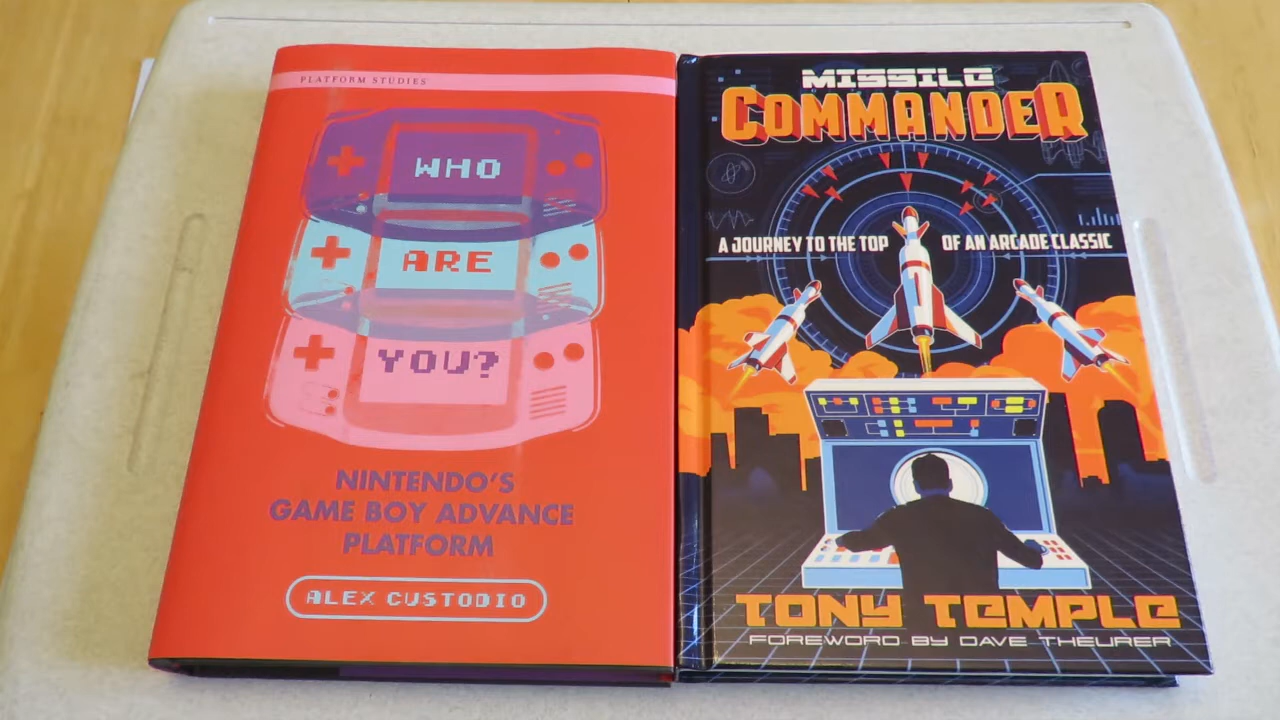 PLATFORM STUDIES
WHO
ARE
YOU?
NINTENDO'S
GAME BOY ADVANCE
PLATFORM
ALEX CUSTODIO
MISSILE
COMMANDER
A JOURNEY TO THE TOP OF AN ARCADE CLASSIC
TONY TEMPLE
FOREWORD BY DAVE THEURER